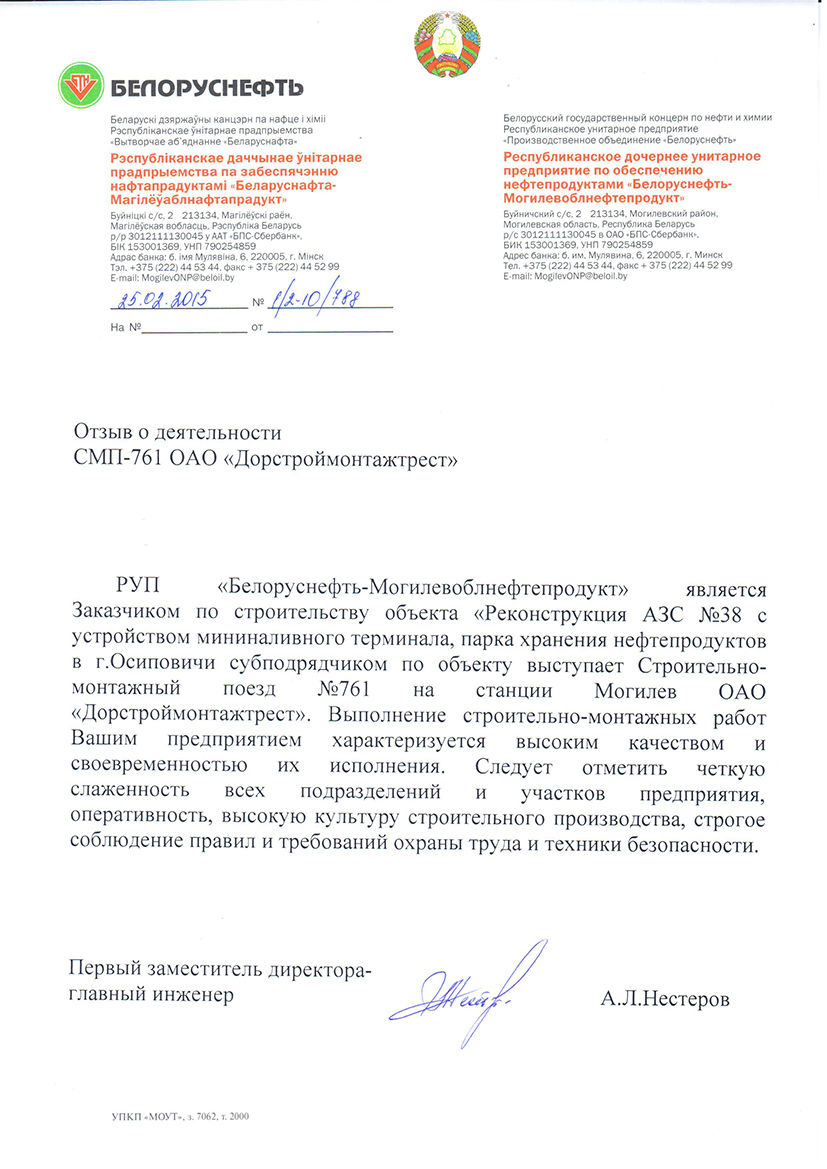 БЕЛОРУСНЕФТЬ
Беларускі дзяржаўны канцэрн па нафце і хіміі
Рэспубліканскае ўнітарнае прадпрыемства
«Вытворчае аб'яднанне «Беларуснафта»
Рэспубліканскае даччынае ўнітарнае
прадпрыемства па забеспячэнню
нафтапрадуктамі «Беларуснафта-
Магілёўаблнафтапрадукт»
Буйніцкі с/с, 2 213134, Магілёўскі раён,
Магілёўская вобласць, Рэспубліка Беларусь
р/р 3012111130045 у ААТ «БПС-Сбербанк»,
БІК 153001369, УНП 790254859
Адрас банка: б. імя Мулявіна, 6, 220005, г. Мінск
Тэл. +375 (222) 44 53 44, факс + 375 (222) 44 52 99
E-mail: MogilevONP@beloil.by
Белорусский государственный концерн по нефти и химии
Республиканское унитарное предприятие
«Производственное объединение «Белоруснефть»
Республиканское дочернее унитарное
предприятие по обеспечению
нефтепродуктами «Белоруснефть-
Могилевоблнефтепродукт»
Буйничский с/с, 2 213134, Могилевский район,
Могилевская область, Республика Беларусь
р/с 3012111130045 в ОАО «БПС-Сбербанк»,
БИК 153001369, УНП 790254859
Адрес банка: б. им. Мулявина, 6, 220005, г. Минск
Тел. +375 (222) 44 53 44, факс + 375 (222) 44 52 99
E-mail: MogilevONP@beloil.by
25.02.2015 № 1/2-10/788
На № от
Отзыв о деятельности
СМП-761 ОАО «Дорстроймонтажтрест»
РУП «Белоруснефть-Могилевоблнефтепродукт» является
Заказчиком по строительству объекта «Реконструкция АЗС №38 с
устройством мининаливного терминала, парка хранения нефтепродуктов
в г.Осиповичи субподрядчиком по объекту выступает Строительно-
монтажный поезд №761 на станции Могилев ОАО
«Дорстроймонтажтрест». Выполнение строительно-монтажных работ
Вашим предприятием характеризуется высоким качеством и
своевременностью их исполнения. Следует отметить четкую
слаженность всех подразделений и участков предприятия,
оперативность, высокую культуру строительного производства, строгое
соблюдение правил и требований охраны труда и техники безопасности.
Первый заместитель директора-
главный инженер
А.Л.Нестеров
УПКП «МОУТ», з. 7062, т. 2000